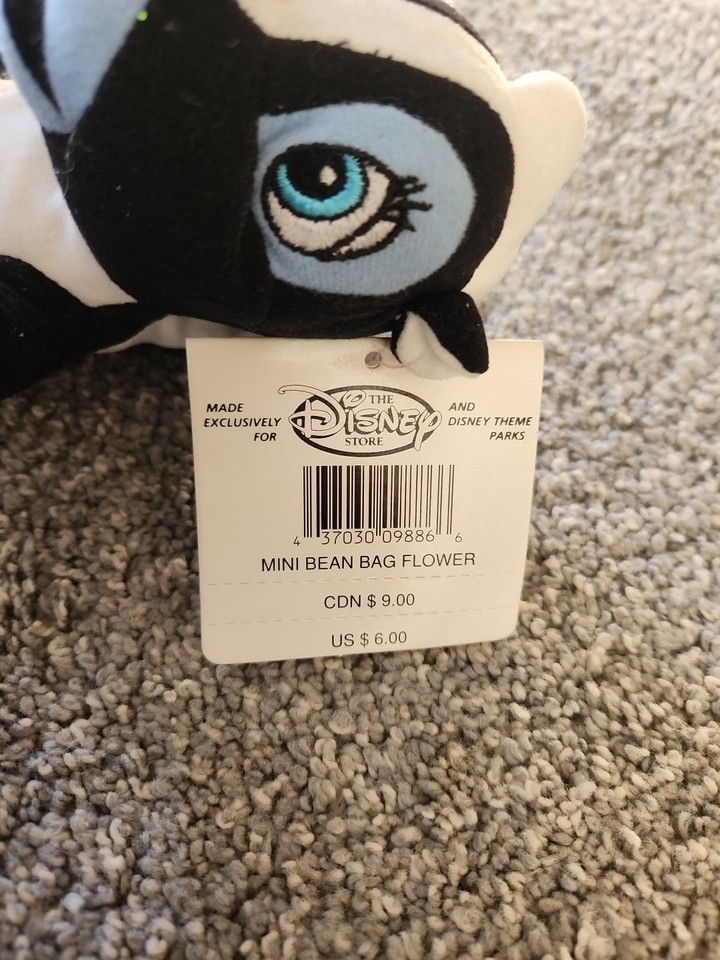 MADE EXCLUSIVELY FOR
THE DISNEY STORE
AND DISNEY THEME PARKS
4 37030 09886 6
MINI BEAN BAG FLOWER
CDN $ 9.00
US $ 6.00